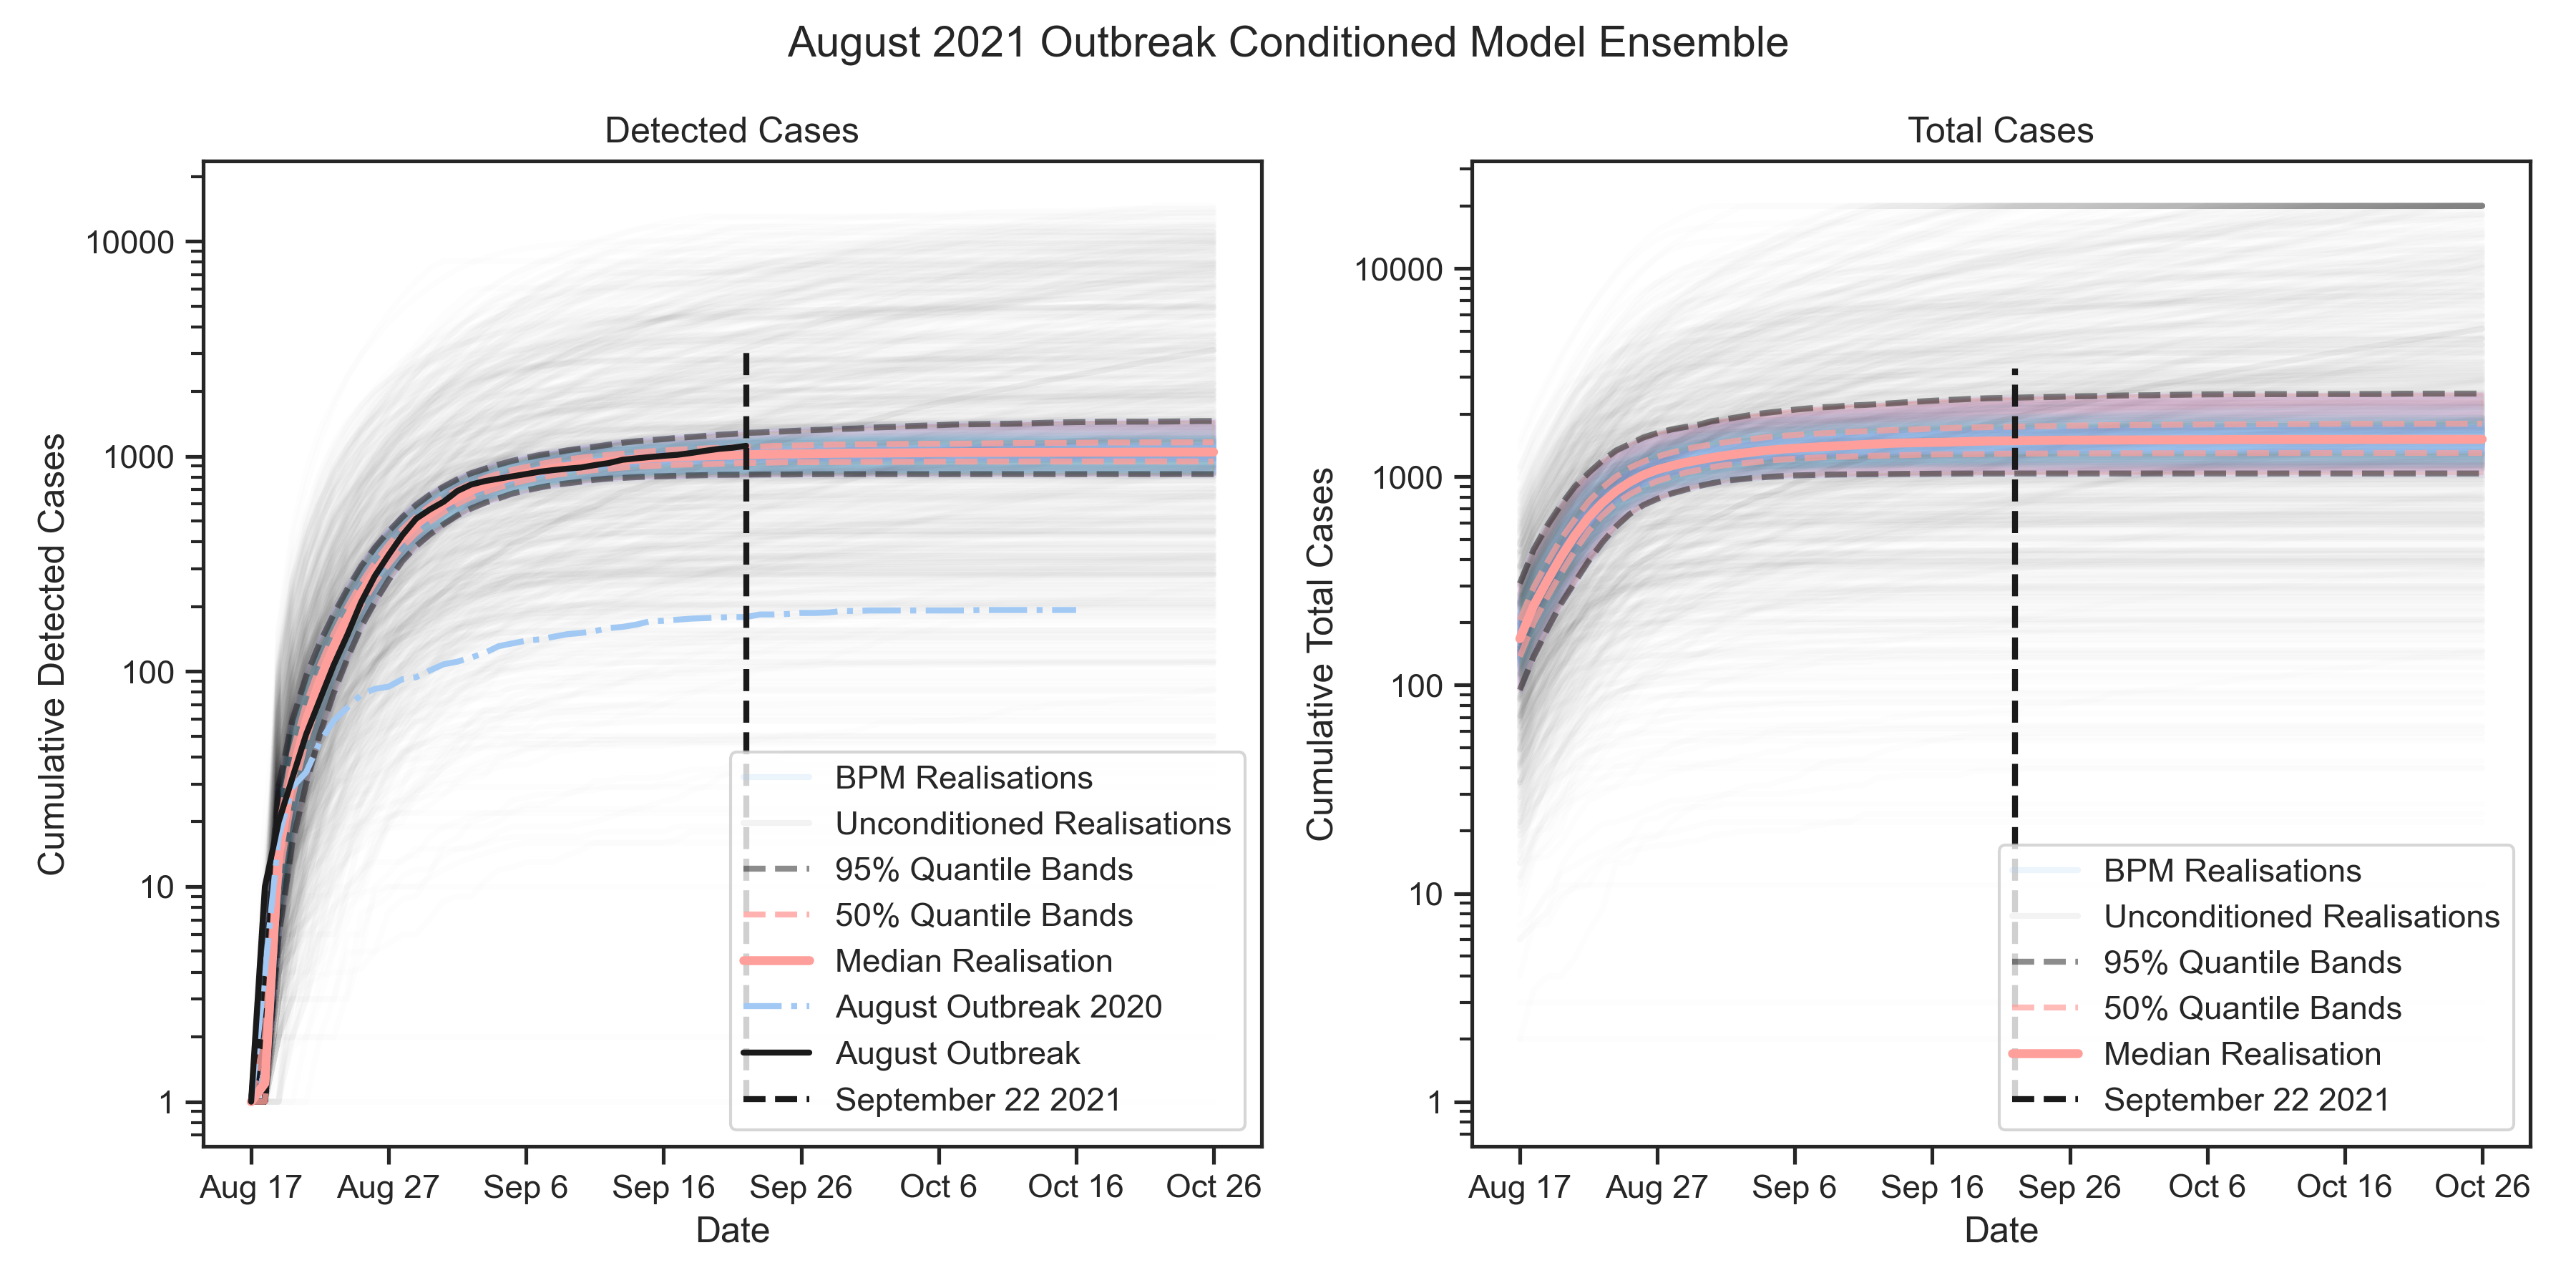 August 2021 Outbreak Conditioned Model Ensemble
Detected Cases
Cumulative Detected Cases
10000
1000
100
10
1
Aug 17 Aug 27 Sep 6 Sep 16 Sep 26 Oct 6 Oct 16 Oct 26
Date
BPM Realisations
Unconditioned Realisations
95% Quantile Bands
50% Quantile Bands
Median Realisation
August Outbreak 2020
August Outbreak
September 22 2021
Total Cases
Cumulative Total Cases
10000
1000
100
10
1
Aug 17 Aug 27 Sep 6 Sep 16 Sep 26 Oct 6 Oct 16 Oct 26
Date
BPM Realisations
Unconditioned Realisations
95% Quantile Bands
50% Quantile Bands
Median Realisation
September 22 2021